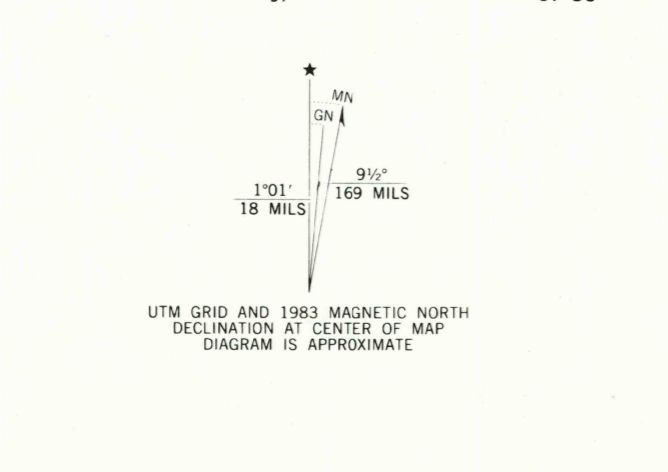 MN
GN
1°01'
18 MILS
9½°
169 MILS
UTM GRID AND 1983 MAGNETIC NORTH
DECLINATION AT CENTER OF MAP
DIAGRAM IS APPROXIMATE